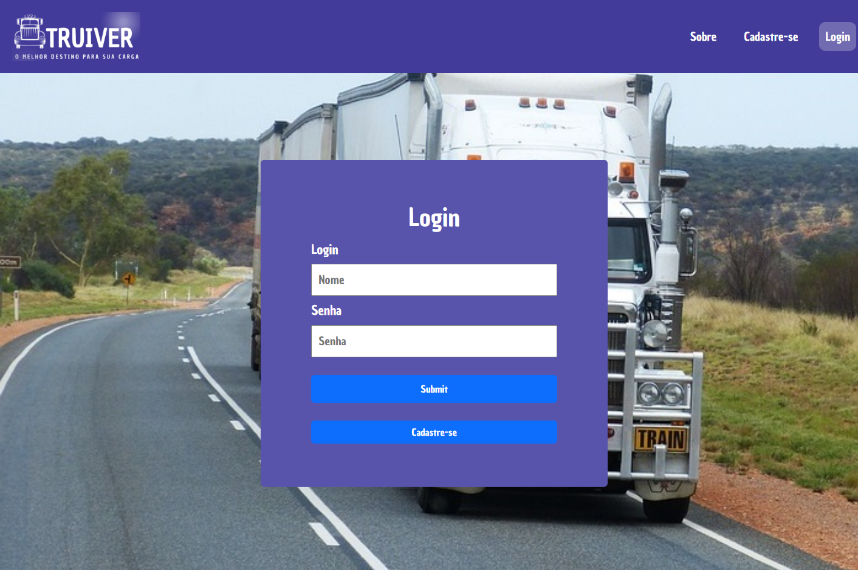 TRUIVER
O MELHOR DESTINO PARA SUA CARGA
Sobre
Cadastre-se
Login
Login
Login
Nome
Senha
Senha
Submit
Cadastre-se
TRAIN